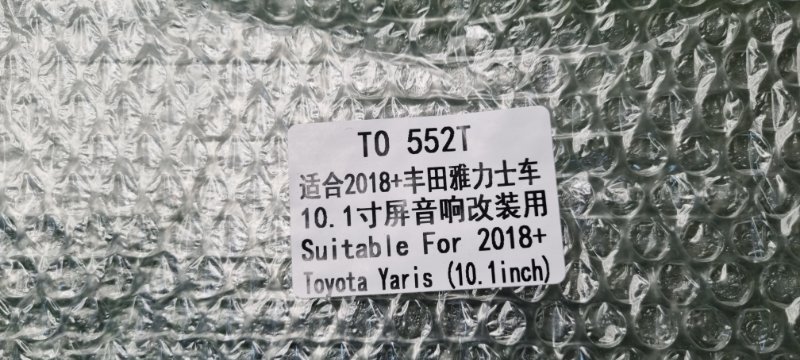 TO 552T
适合2018+丰田雅力士车
10.1寸屏音响改装用
Suitable For 2018+
Toyota Yaris (10.1inch)